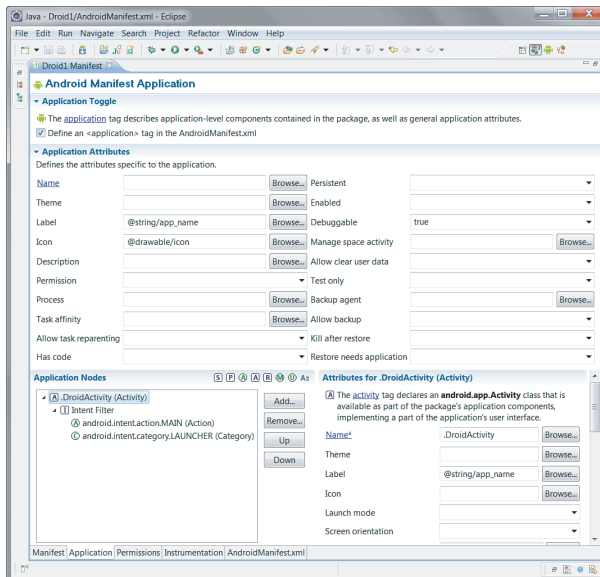 Java - Droid1/AndroidManifest.xml - Eclipse
File Edit Run Navigate Search Project Refactor Window Help
Droid1 Manifest
Android Manifest Application
Application Toggle
The application tag describes application-level components contained in the package, as well as general application attributes.
Define an <application> tag in the AndroidManifest.xml
Application Attributes
Defines the attributes specific to the application.
Name Browse... Persistent
Theme Browse... Enabled
Label @string/app_name Browse... Debuggable true
Icon @drawable/icon Browse... Manage space activity Browse...
Description Browse... Allow clear user data
Permission Test only
Process Browse... Backup agent Browse...
Task affinity Browse... Allow backup
Allow task reparenting Kill after restore
Has code Restore needs application
Application Nodes S P A A R M U Az
.DroidActivity (Activity)
Intent Filter
android.intent.action.MAIN (Action)
android.intent.category.LAUNCHER (Category)
Add...
Remove...
Up
Down
Attributes for .DroidActivity (Activity)
A The activity tag declares an android.app.Activity class that is
available as part of the package's application components,
implementing a part of the application's user interface.
Name* .DroidActivity Browse...
Theme Browse...
Label @string/app_name Browse...
Icon Browse...
Launch mode
Screen orientation
Manifest Application Permissions Instrumentation AndroidManifest.xml